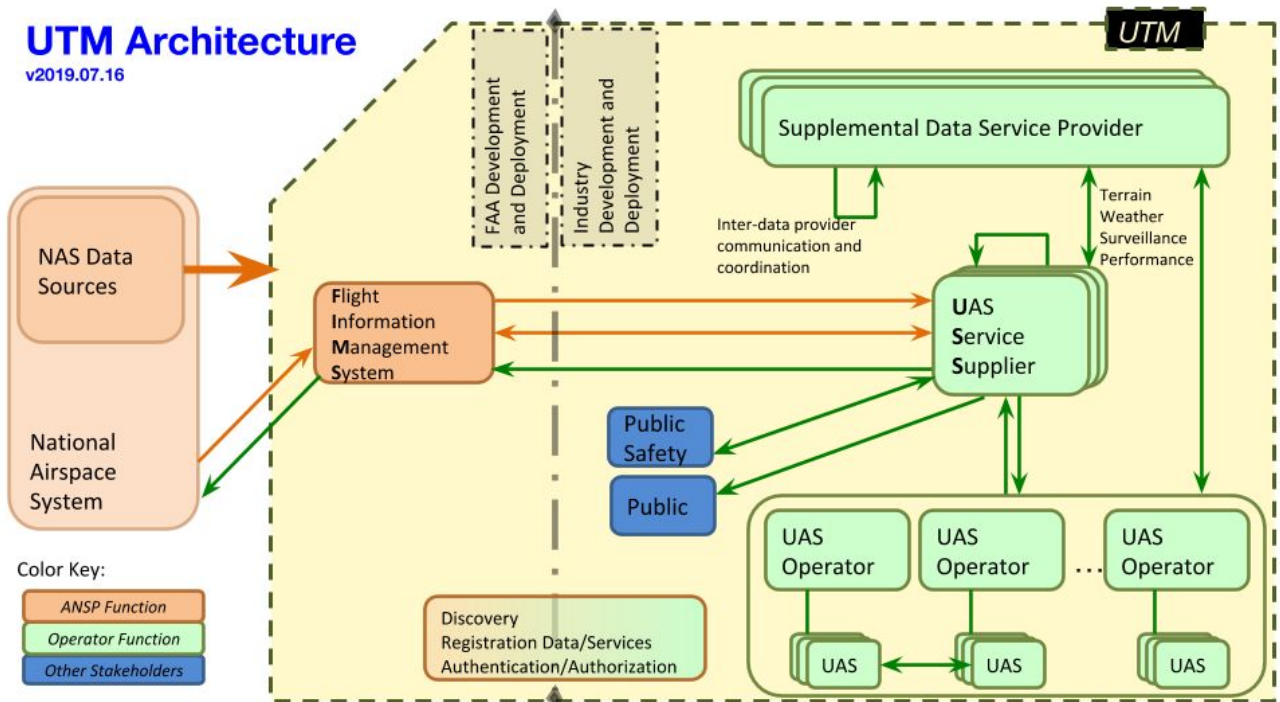 UTM Architecture
v2019.07.16
UTM
FAA Development
and Deployment
Industry
Development and
Deployment
Supplemental Data Service Provider
Inter-data provider
communication and
coordination
Terrain
Weather
Surveillance
Performance
NAS Data
Sources
National
Airspace
System
Flight
Information
Management
System
UAS
Service
Supplier
Public
Safety
Public
UAS
Operator
UAS
Operator
...
UAS
Operator
UAS
UAS
UAS
Discovery
Registration Data/Services
Authentication/Authorization
Color Key:
ANSP Function
Operator Function
Other Stakeholders